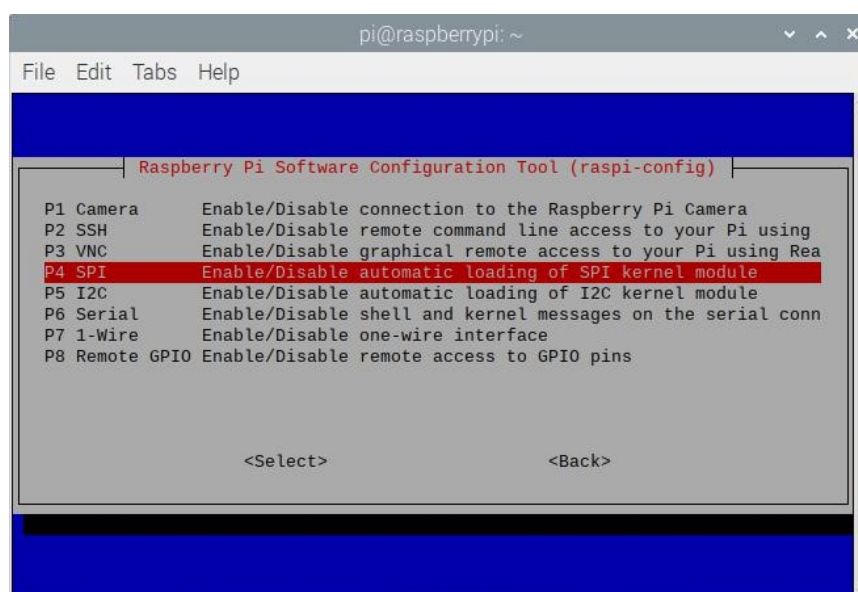 pi@raspberrypi: ~
File Edit Tabs Help
Raspberry Pi Software Configuration Tool (raspi-config)
P1 Camera Enable/Disable connection to the Raspberry Pi Camera
P2 SSH Enable/Disable remote command line access to your Pi using
P3 VNC Enable/Disable graphical remote access to your Pi using Rea
P4 SPI Enable/Disable automatic loading of SPI kernel module
P5 I2C Enable/Disable automatic loading of I2C kernel module
P6 Serial Enable/Disable shell and kernel messages on the serial conn
P7 1-Wire Enable/Disable one-wire interface
P8 Remote GPIO Enable/Disable remote access to GPIO pins
<Select> <Back>